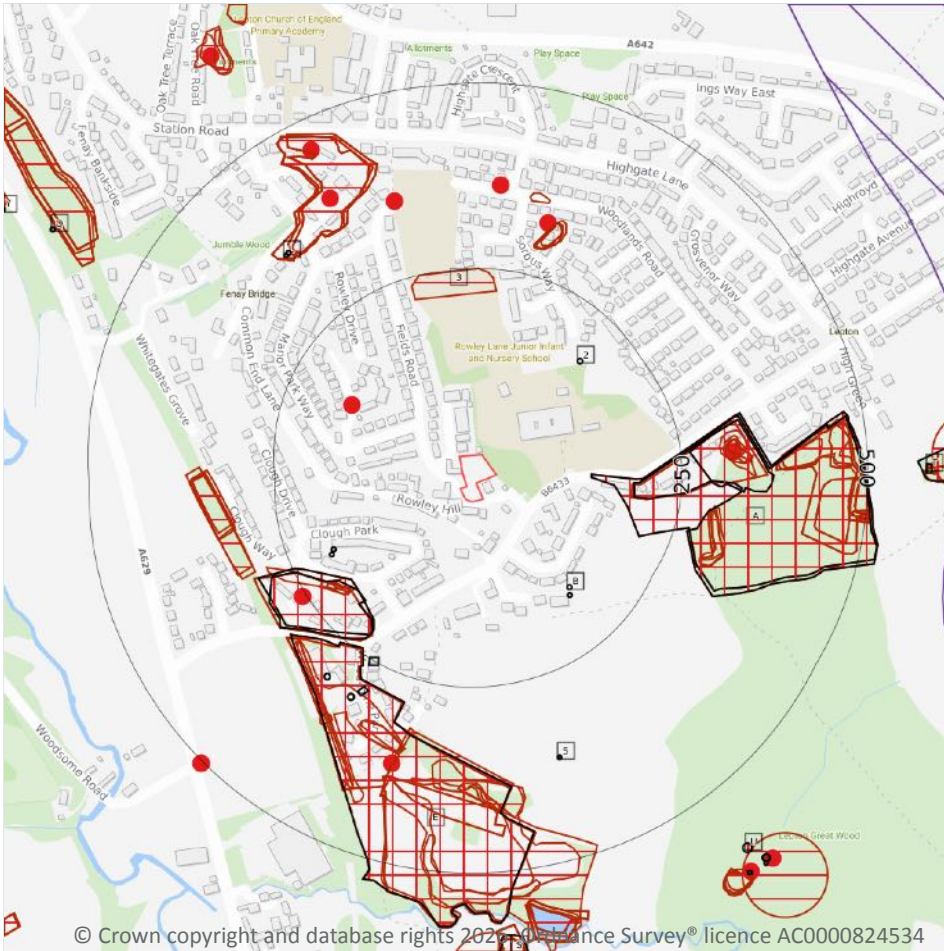 Lepton Church of England
Primary Academy
Allotments
A642
Play Space
Oak Tree Terrace
Oak Tree Road
Highgate Crescent
Play Space
Ings Way East
Station Road
Fenay Bankside
Highgate Lane
Highroyd
Woodlands Road
Grosvenor Way
Highgate Avenue
Jumble Wood
Sorbus Way
Fenay Bridge
3
Rowley Drive
Fields Road
Rowley Lane Junior Infant
and Nursery School
2
Lepton
High Green
Whitegates Grove
Common End Lane
Manor Park Way
Clough Drive
250
500
B6433
Rowley Hill
A
Clough Way
Clough Park
A629
B
5
Woodsome Road
E
Lepton Great Wood
© Crown copyright and database rights
Ordnance Survey® licence AC0000824534